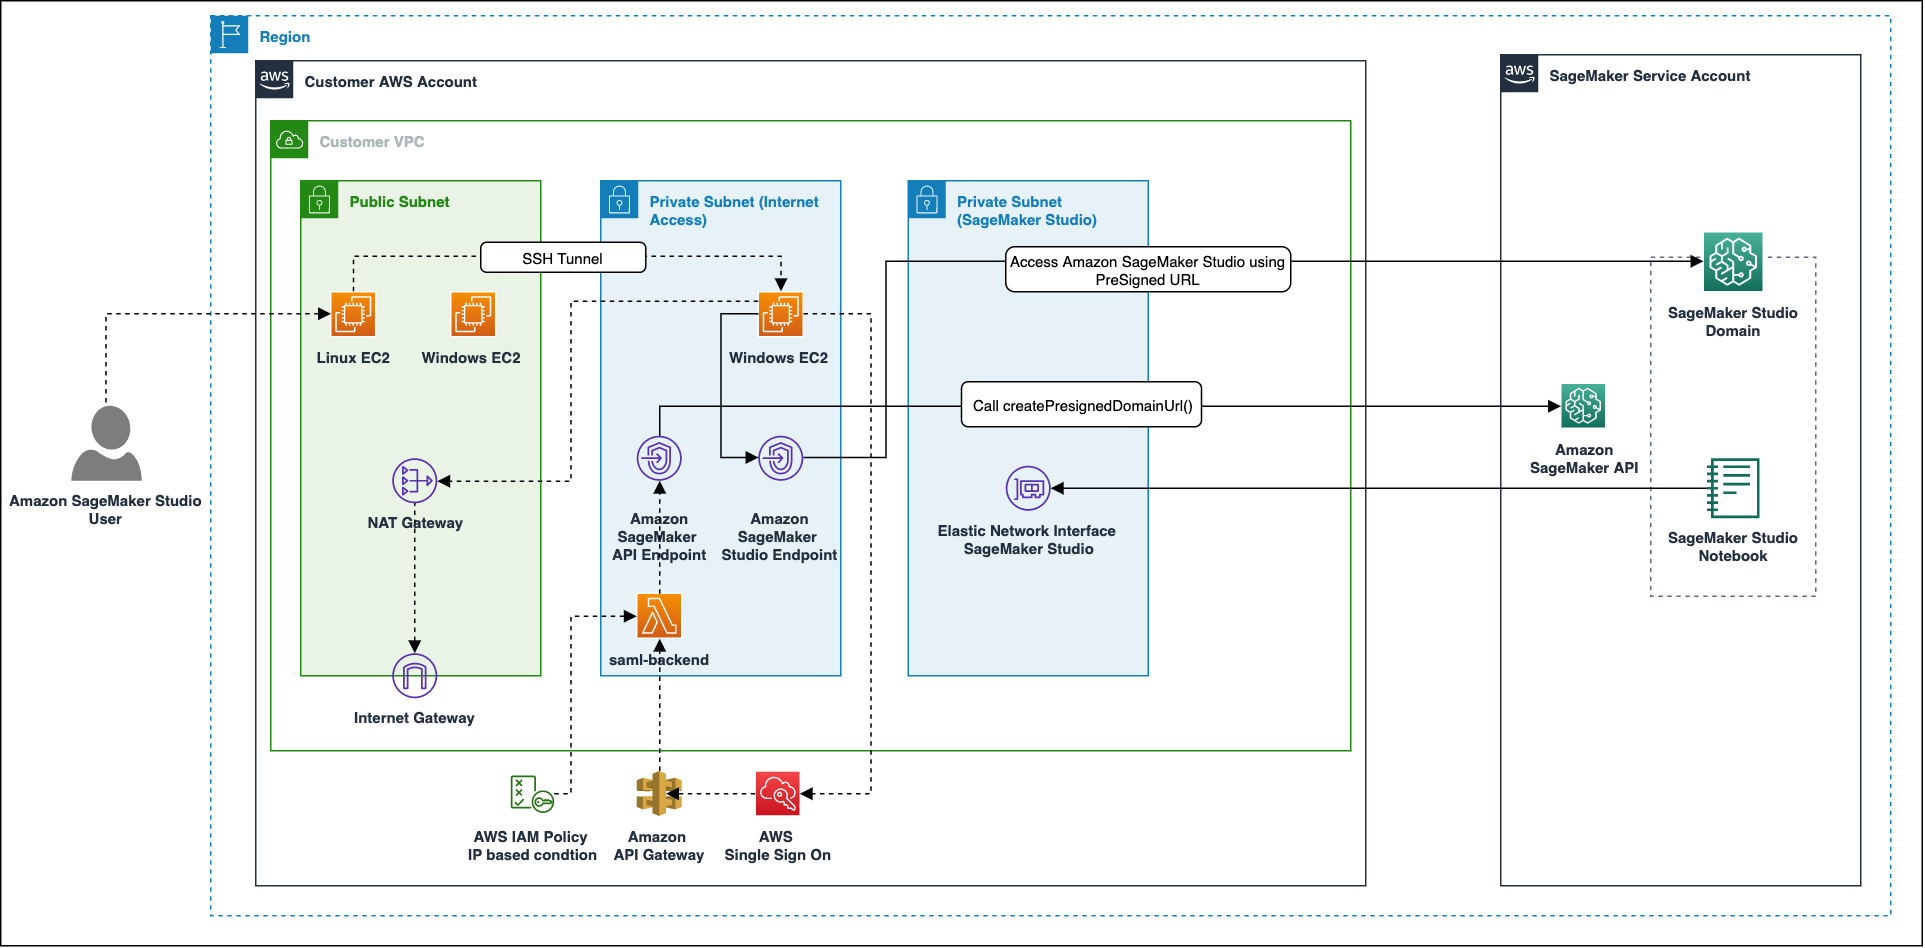 Region
aws
Customer AWS Account
aws
SageMaker Service Account
Customer VPC
Public Subnet
Private Subnet (Internet
Access)
Private Subnet
(SageMaker Studio)
SSH Tunnel
Access Amazon SageMaker Studio using
PreSigned URL
Linux EC2
Windows EC2
Windows EC2
SageMaker Studio
Domain
Call createPresignedDomainUrl()
Amazon
SageMaker API
Amazon SageMaker Studio
User
NAT Gateway
Amazon
SageMaker
API Endpoint
Amazon
SageMaker
Studio Endpoint
Elastic Network Interface
SageMaker Studio
SageMaker Studio
Notebook
saml-backend
Internet Gateway
AWS IAM Policy
IP based condtion
Amazon
API Gateway
AWS
Single Sign On